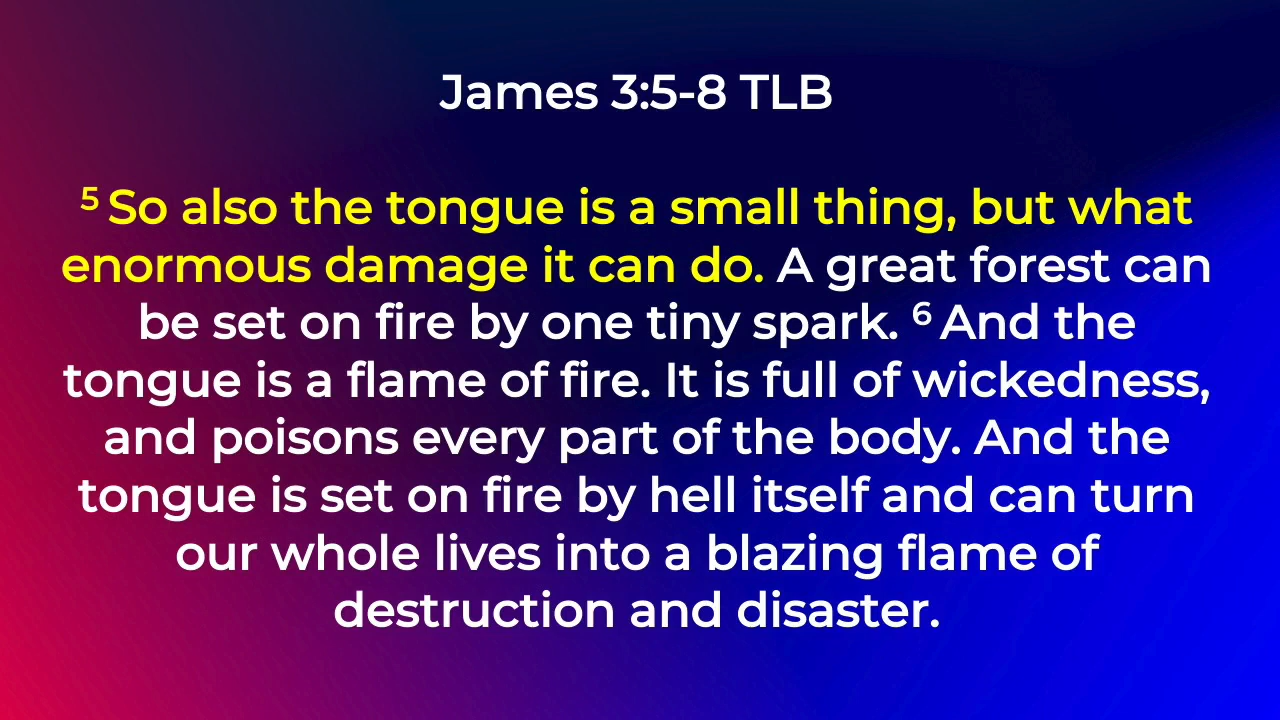 James 3:5-8 TLB
⁵ So also the tongue is a small thing, but what
enormous damage it can do. A great forest can
be set on fire by one tiny spark. ⁶ And the
tongue is a flame of fire. It is full of wickedness,
and poisons every part of the body. And the
tongue is set on fire by hell itself and can turn
our whole lives into a blazing flame of
destruction and disaster.